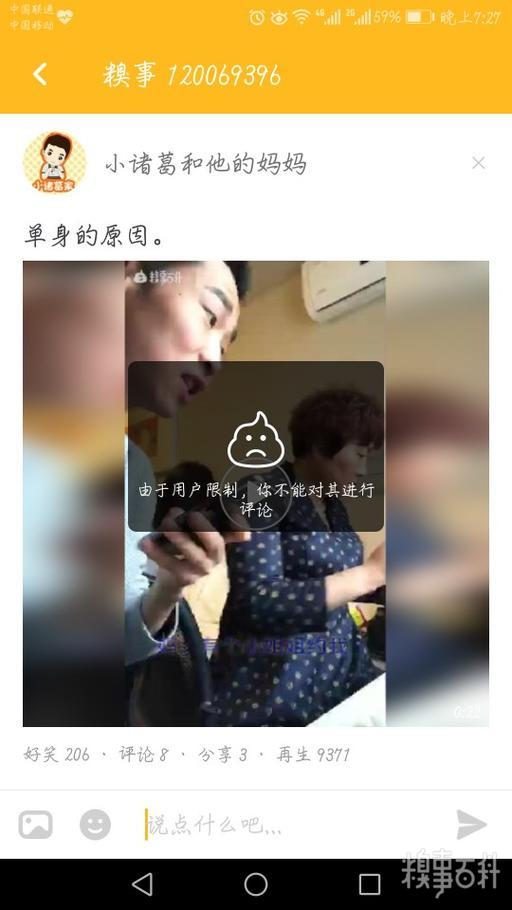 中国联通
中国移动
4G 2G 59% 晚上7:27
糗事 120069396
小诸葛家
小诸葛和他的妈妈
单身的原因。
糗事百科
由于用户限制，你不能对其进行
评论
0:22
好笑 206 · 评论 8 · 分享 3 · 再生 9371
说点什么吧...
糗事百科